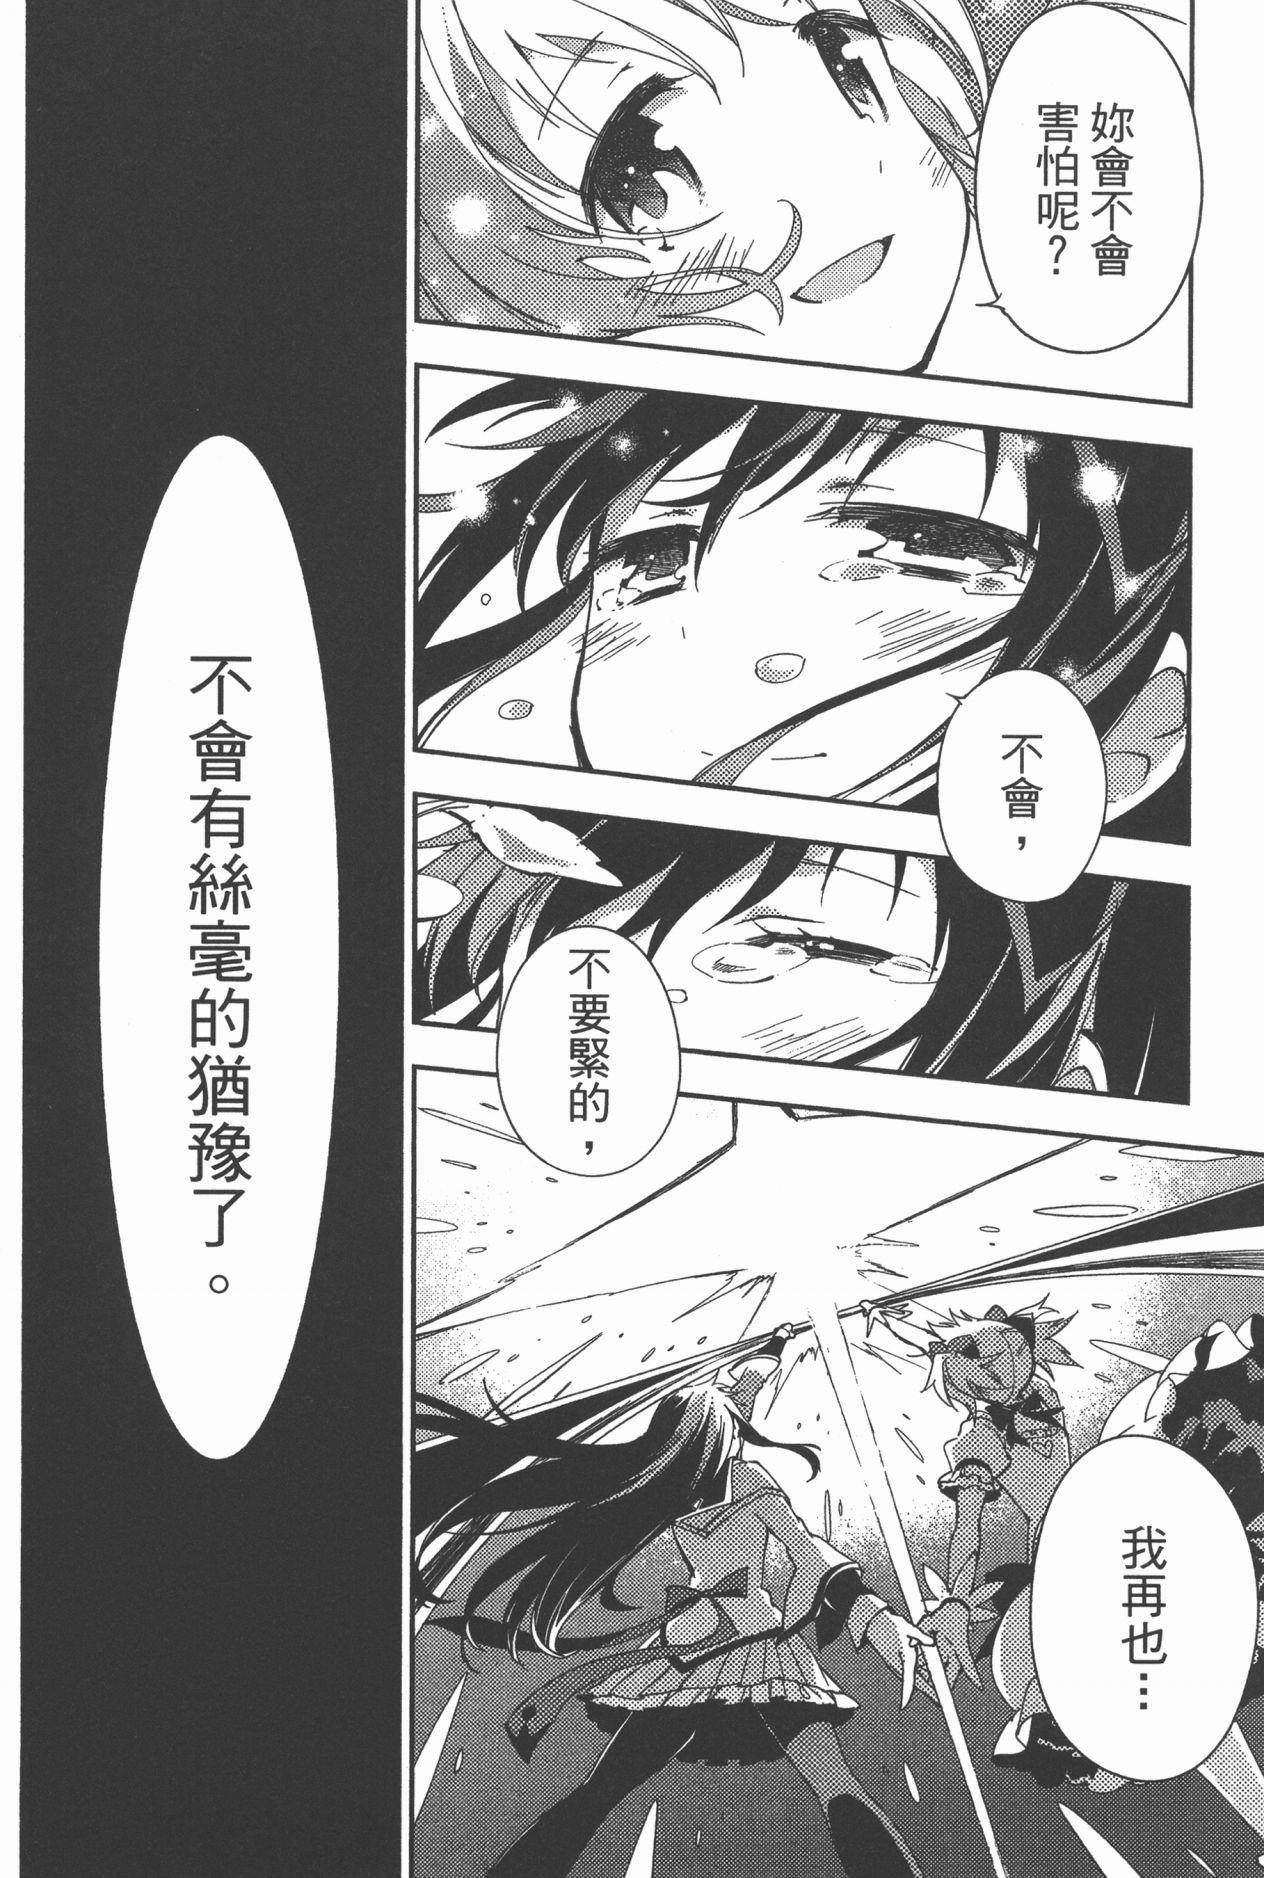 妳會不會
害怕呢？
不會，
不要緊的，
我再也…
不會有絲毫的猶豫了。